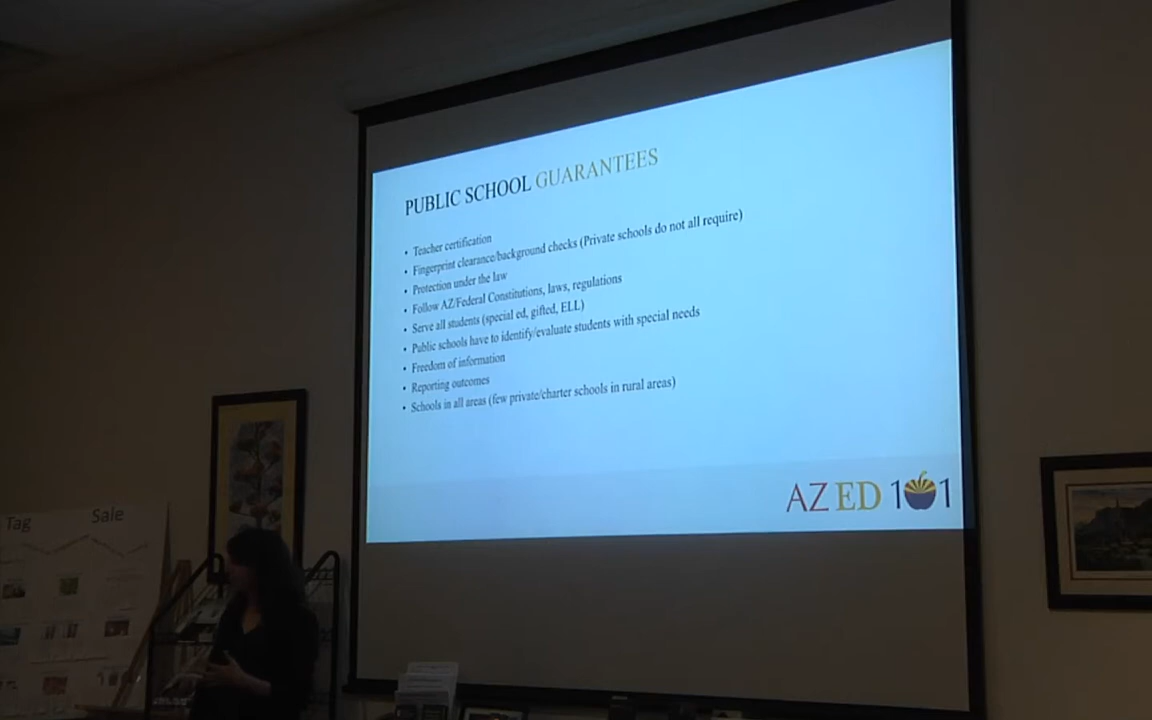 PUBLIC SCHOOL GUARANTEES
• Teacher certification
• Fingerprint clearance/background checks (Private schools do not all require)
• Protection under the law
• Follow AZ/Federal Constitutions, laws, regulations
• Serve all students (special ed, gifted, ELL)
• Public schools have to identify/evaluate students with special needs
• Freedom of information
• Reporting outcomes
• Schools in all areas (few private/charter schools in rural areas)
AZ ED 101
Tag Sale